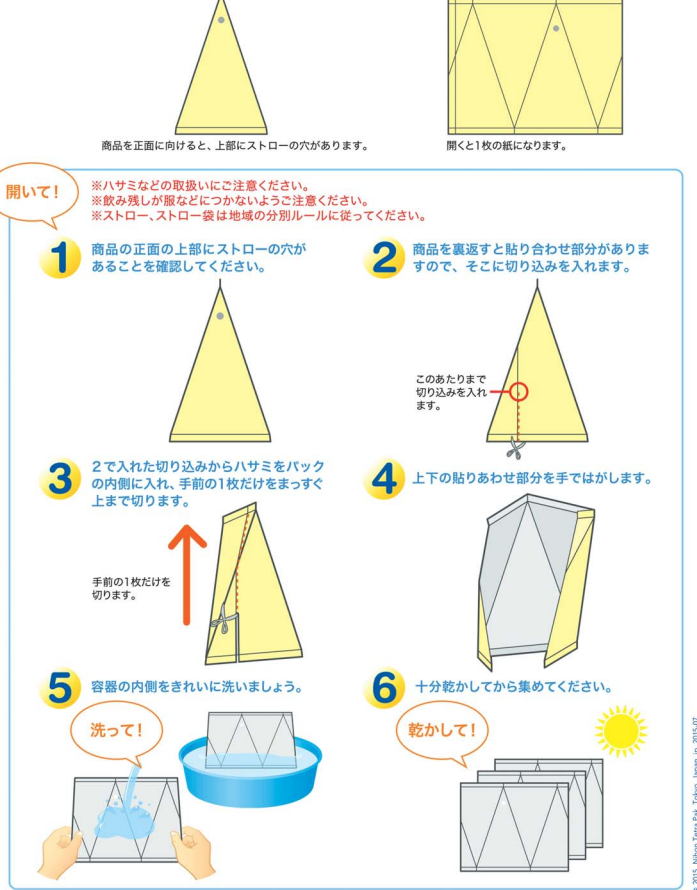 商品を正面に向けると、上部にストローの穴があります。
開くと1枚の紙になります。
開いて!
※ハサミなどの取扱いにご注意ください。
※飲み残しが服などにつかないようご注意ください。
※ストロー、ストロー袋は地域の分別ルールに従ってください。
1
商品の正面の上部にストローの穴が
あることを確認してください。
2
商品を裏返すと貼り合わせ部分がありま
すので、そこに切り込みを入れます。
このあたりまで
切り込みを入れ
ます。
3
2で入れた切り込みからハサミをパック
の内側に入れ、手前の1枚だけをまっすぐ
上まで切ります。
手前の1枚だけを
切ります。
4
上下の貼りあわせ部分を手ではがします。
5
容器の内側をきれいに洗いましょう。
洗って!
6
十分乾かしてから集めてください。
乾かして!
2015, Nihon Tetra Pak, Tokyo, Japan, jp, 2015-07